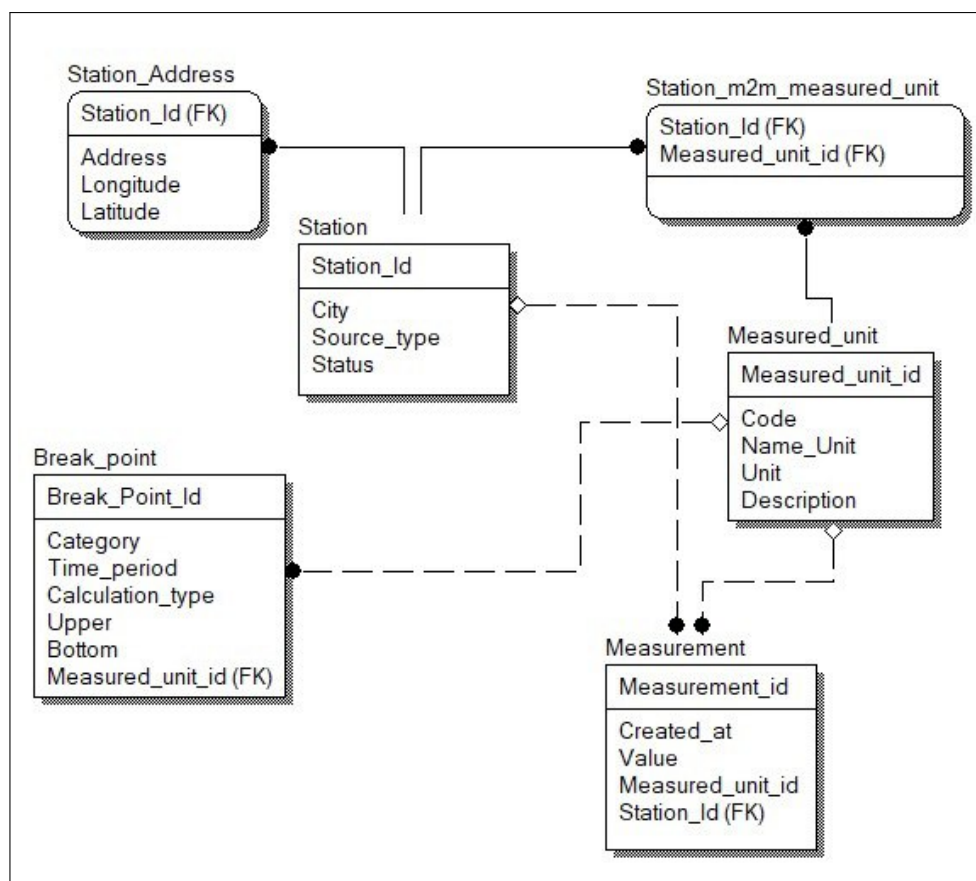 Station_Address
Station_Id (FK)
Address
Longitude
Latitude
Station_m2m_measured_unit
Station_Id (FK)
Measured_unit_id (FK)
Station
Station_Id
City
Source_type
Status
Measured_unit
Measured_unit_id
Code
Name_Unit
Unit
Description
Break_point
Break_Point_Id
Category
Time_period
Calculation_type
Upper
Bottom
Measured_unit_id (FK)
Measurement
Measurement_id
Created_at
Value
Measured_unit_id
Station_Id (FK)